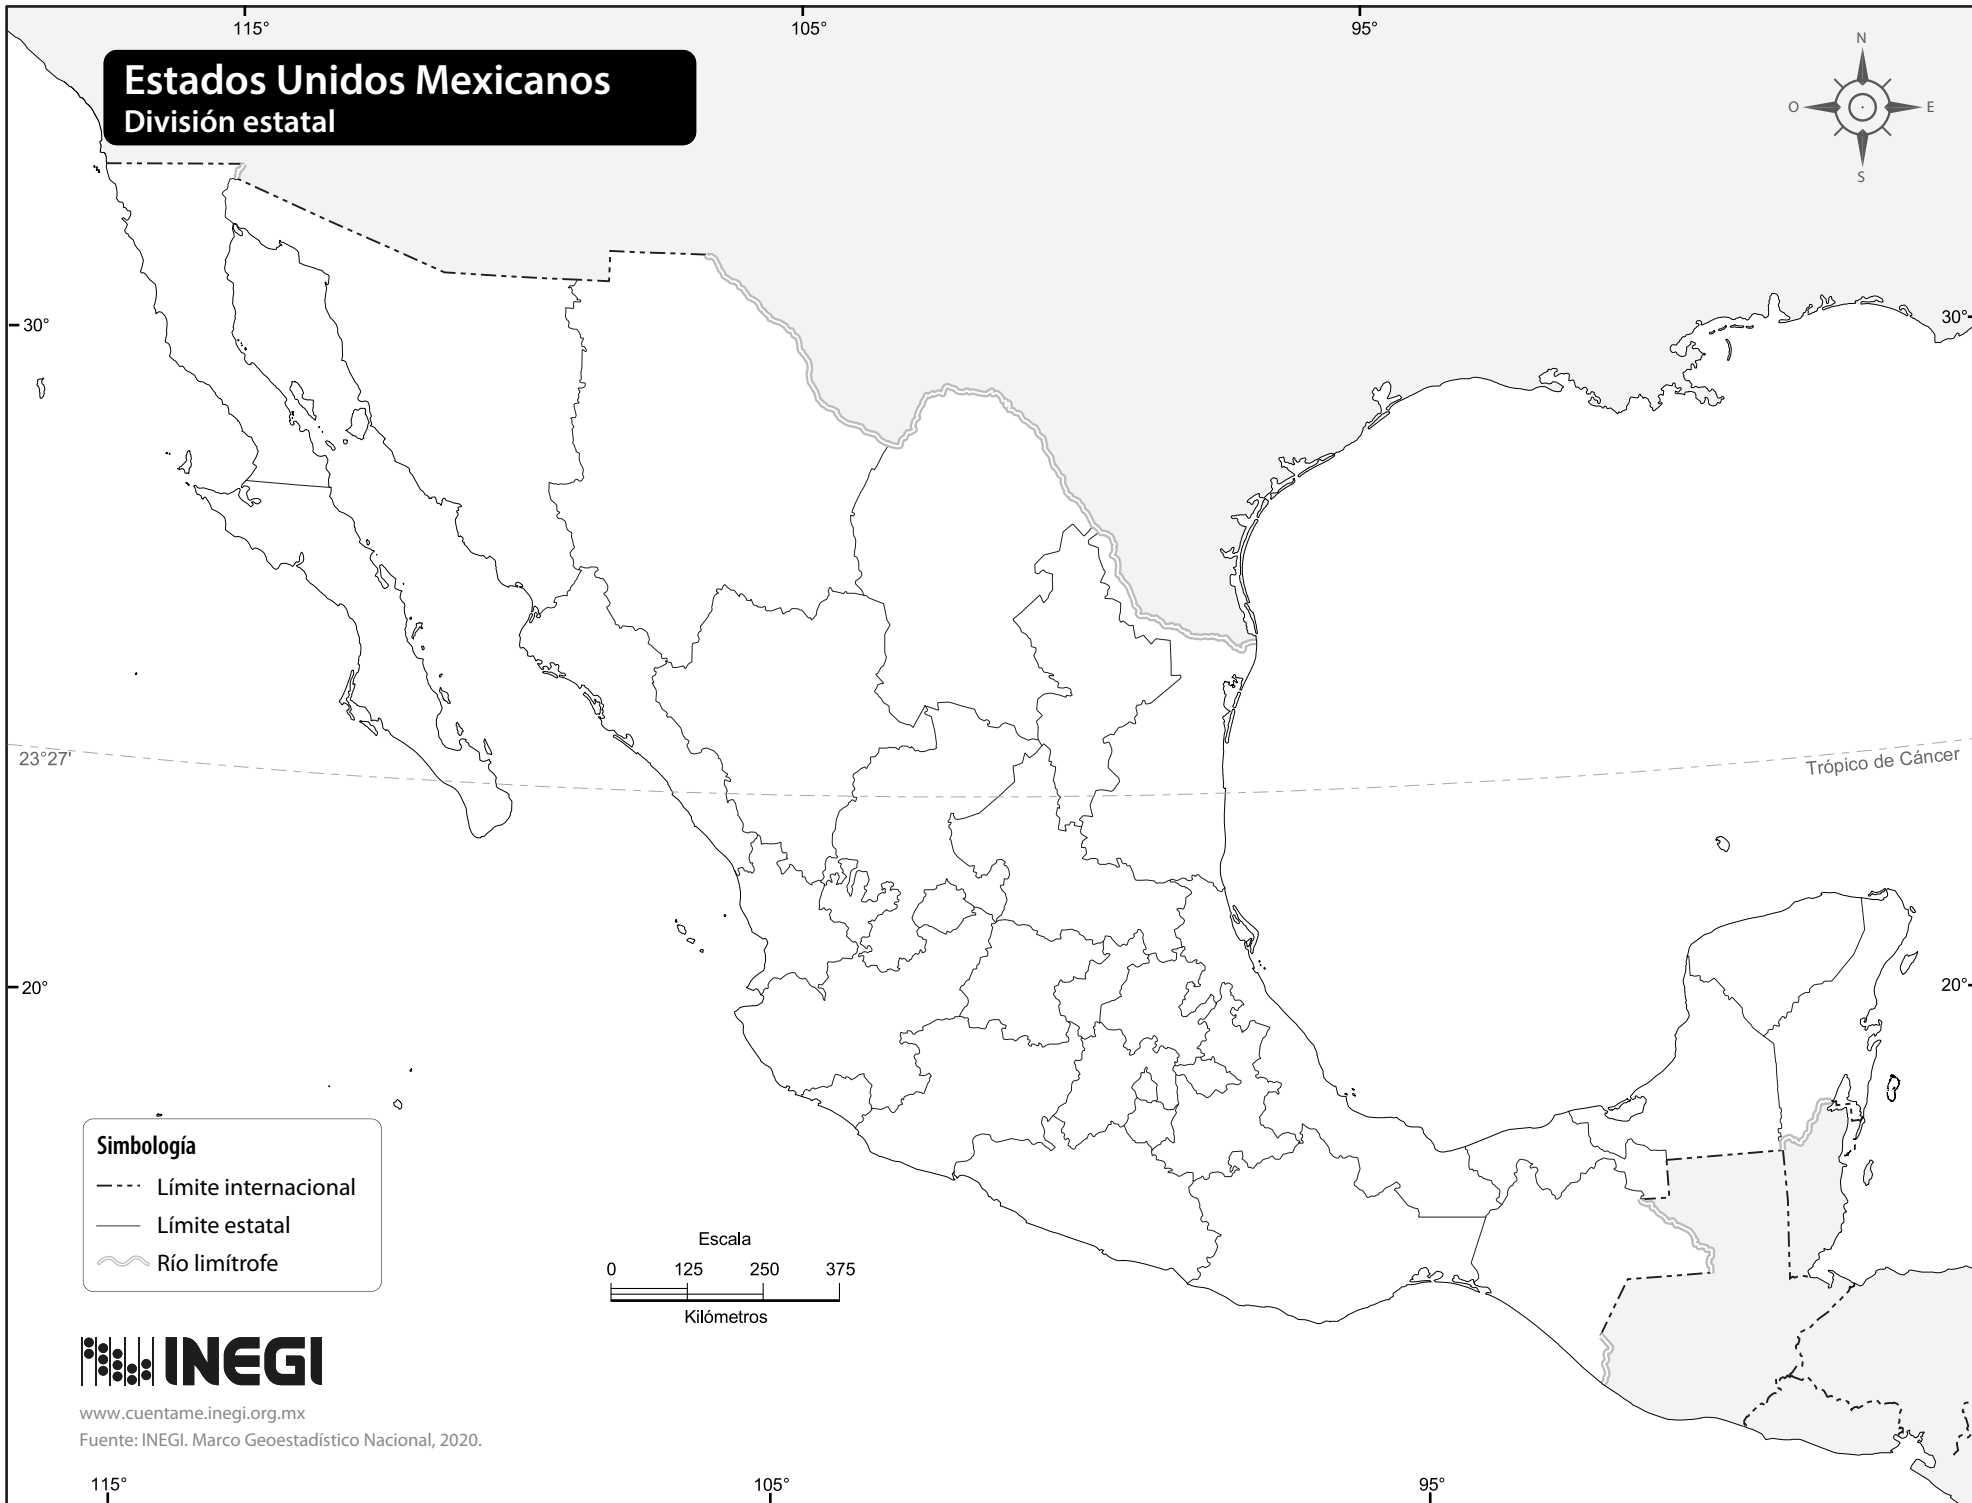 115°
105°
95°
Estados Unidos Mexicanos
División estatal
N
O
E
S
30°
30°
23°27'
Trópico de Cáncer
20°
20°
Simbología
Límite internacional
Límite estatal
Río limítrofe
Escala
0 125 250 375
Kilómetros
INEGI
www.cuentame.inegi.org.mx
Fuente: INEGI. Marco Geoestadístico Nacional, 2020.
115°
105°
95°